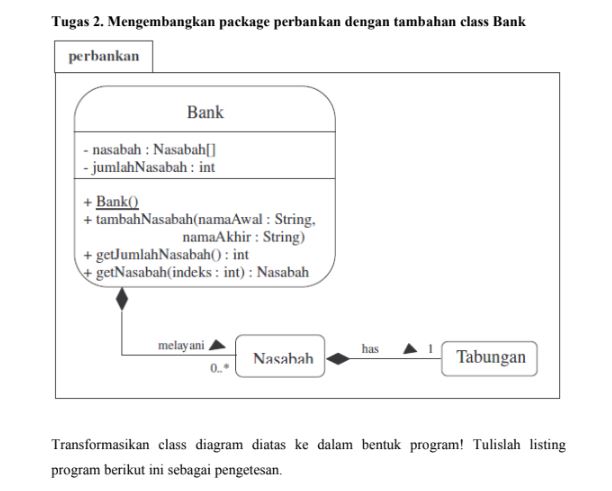 Tugas 2. Mengembangkan package perbankan dengan tambahan class Bank
perbankan
Bank
- nasabah : Nasabah[]
- jumlahNasabah : int
+ Bank()
+ tambahNasabah(namaAwal : String,
namaAkhir : String)
+ getJumlahNasabah() : int
+ getNasabah(indeks : int) : Nasabah
melayani
0..*
Nasabah
has
1
Tabungan
Transformasikan class diagram diatas ke dalam bentuk program! Tulislah listing
program berikut ini sebagai pengetesan.